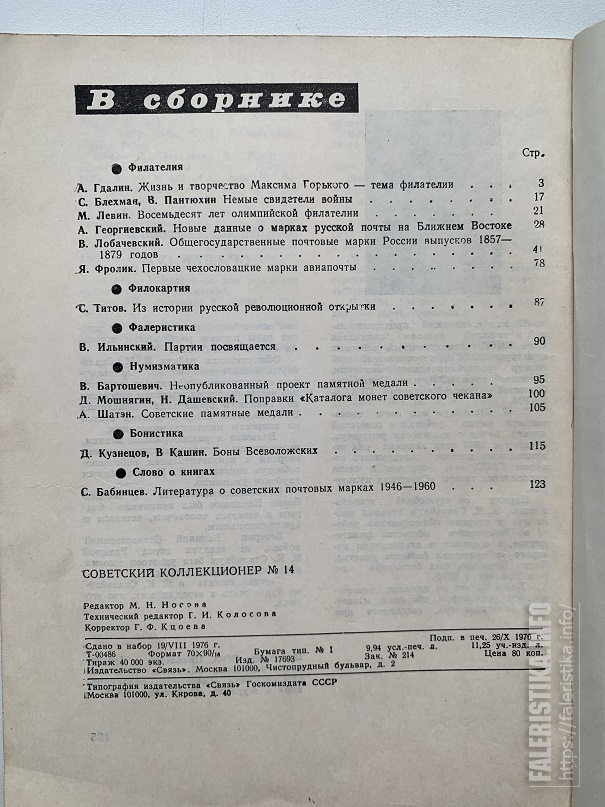 В сборнике
Стр.
● Филателия
А. Гдалин. Жизнь и творчество Максима Горького — тема филателии . . . 3
С. Блехман, В. Пантюхин Немые свидетели войны . . . . . . . . 17
М. Левин. Восемьдесят лет олимпийской филателии . . . . . . . . 21
А. Георгиевский. Новые данные о марках русской почты на Ближнем Востоке 28
В. Лобачевский. Общегосударственные почтовые марки России выпусков 1857—
1879 годов . . . . . . . . . . . . . . . . . 41
Я. Фролик. Первые чехословацкие марки авиапочты . . . . . . . . 78
● Филокартия
С. Титов. Из истории русской революционной открытки . . . . . . . 87
● Фалеристика
В. Ильинский. Партии посвящается . . . . . . . . . . . 90
● Нумизматика
В. Бартошевич. Неопубликованный проект памятной медали . . . . . 95
Д. Мошнягин, Н. Дашевский. Поправки «Каталога монет советского чекана» 100
А. Шатэн. Советские памятные медали . . . . . . . . . . . 105
● Бонистика
Д. Кузнецов, В Кашин. Боны Всеволожских . . . . . . . . . . 115
● Слово о книгах
С. Бабинцев. Литература о советских почтовых марках 1946—1960 . . . 123
СОВЕТСКИЙ КОЛЛЕКЦИОНЕР № 14
Редактор М. Н. Носова
Технический редактор Г. И. Колосова
Корректор Г. Ф. Кцоева
Сдано в набор 19/VIII 1976 г. Подп. в печ. 26/X 1976 г.
Т-00486 Формат 70×90/16 Бумага тип. № 1 9,94 усл.-печ. л. 11,25 уч.-изд. л.
Тираж 40 000 экз. Изд. № 17693 Зак. № 214 Цена 80 коп.
Издательство «Связь». Москва 101000, Чистопрудный бульвар, д. 2
Типография издательства «Связь» Госкомиздата СССР
Москва 101000, ул. Кирова, д. 40
FALERISTIKA.INFO
https://faleristika.info/